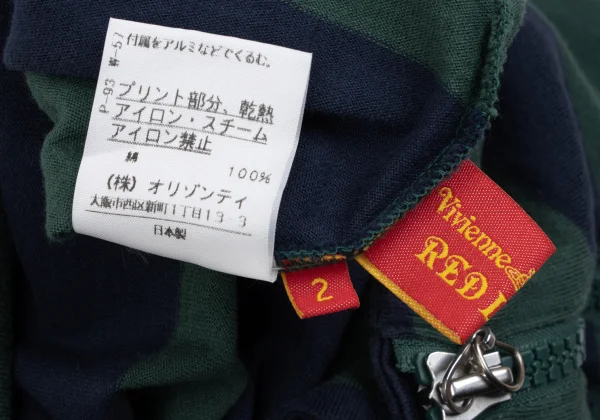 付属をアルミなどでくるむ。
P-93
プリント部分、乾熱
アイロン・スチーム
アイロン禁止
綿
100%
(株) オリゾンティ
大阪市西区新町1丁目13-3
日本製
2
Vivienne
RED